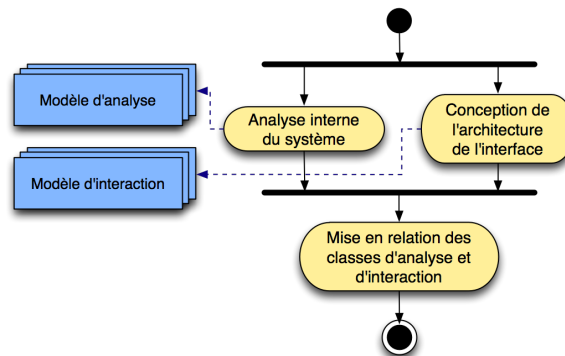 Modèle d'analyse
Analyse interne
du système
Conception de
l'architecture
de l'interface
Modèle d'interaction
Mise en relation des
classes d'analyse et
d'interaction